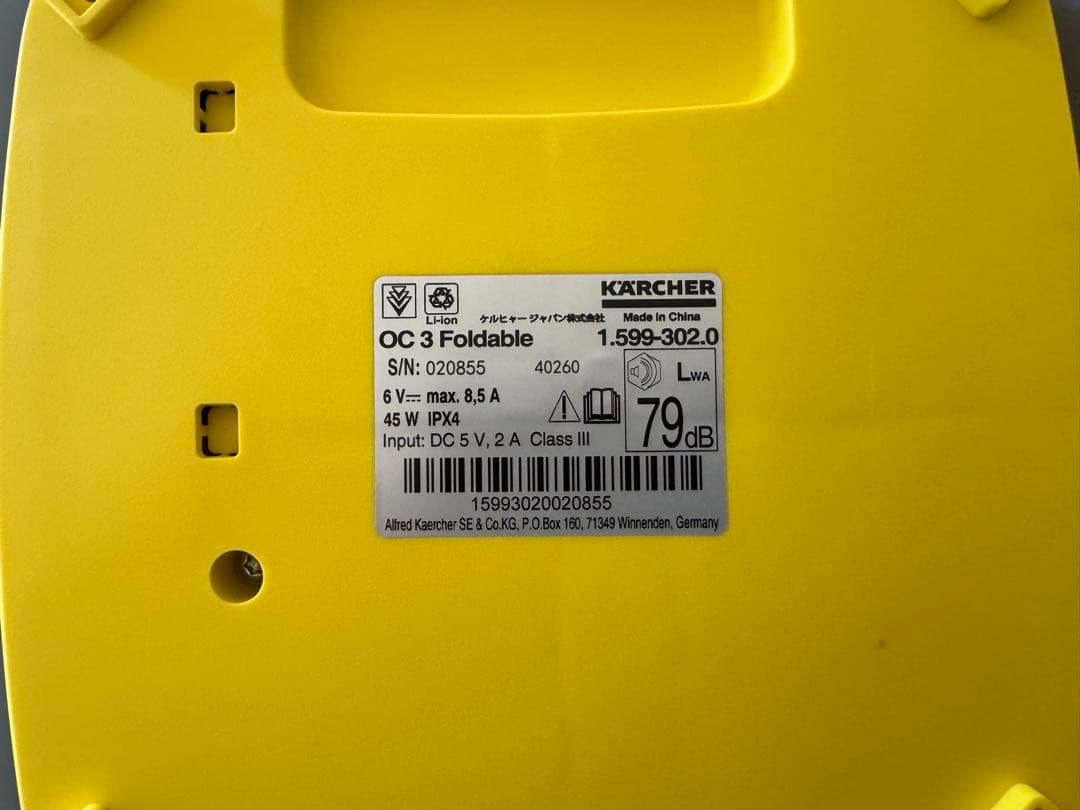 KÄRCHER
Li-ion ケルヒャー ジャパン株式会社 Made in China
OC 3 Foldable 1.599-302.0
S/N: 020855 40260
6 V⎓ max. 8,5 A
45 W IPX4
Input: DC 5 V, 2 A Class III
LWA
79dB
15993020020855
Alfred Kaercher SE & Co.KG, P.O.Box 160, 71349 Winnenden, Germany